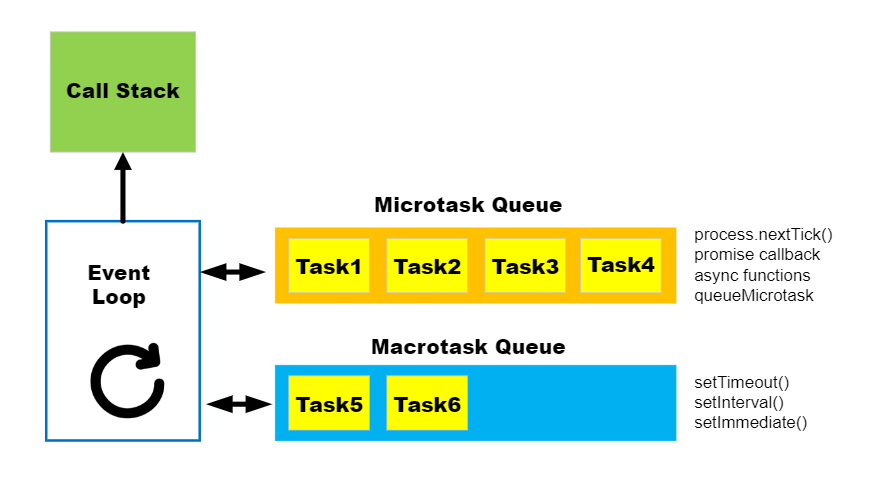 Call Stack
Microtask Queue
process.nextTick()
promise callback
async functions
queueMicrotask
Task1
Task2
Task3
Task4
Event
Loop
Macrotask Queue
Task5
Task6
setTimeout()
setInterval()
setImmediate()